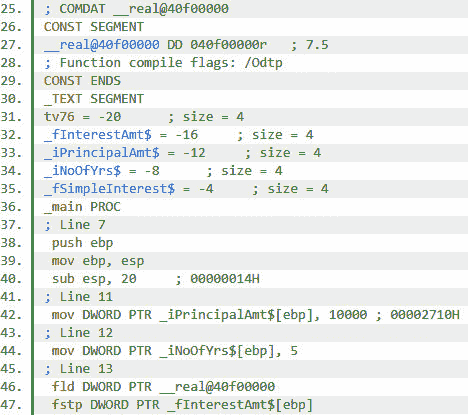 25. ; COMDAT __real@40f00000
26. CONST SEGMENT
27. __real@40f00000 DD 040f00000r ; 7.5
28. ; Function compile flags: /Odtp
29. CONST ENDS
30. _TEXT SEGMENT
31. tv76 = -20 ; size = 4
32. _fInterestAmt$ = -16 ; size = 4
33. _iPrincipalAmt$ = -12 ; size = 4
34. _iNoOfYrs$ = -8 ; size = 4
35. _fSimpleInterest$ = -4 ; size = 4
36. _main PROC
37. ; Line 7
38. push ebp
39. mov ebp, esp
40. sub esp, 20 ; 00000014H
41. ; Line 11
42. mov DWORD PTR _iPrincipalAmt$[ebp], 10000 ; 00002710H
43. ; Line 12
44. mov DWORD PTR _iNoOfYrs$[ebp], 5
45. ; Line 13
46. fld DWORD PTR __real@40f00000
47. fstp DWORD PTR _fInterestAmt$[ebp]